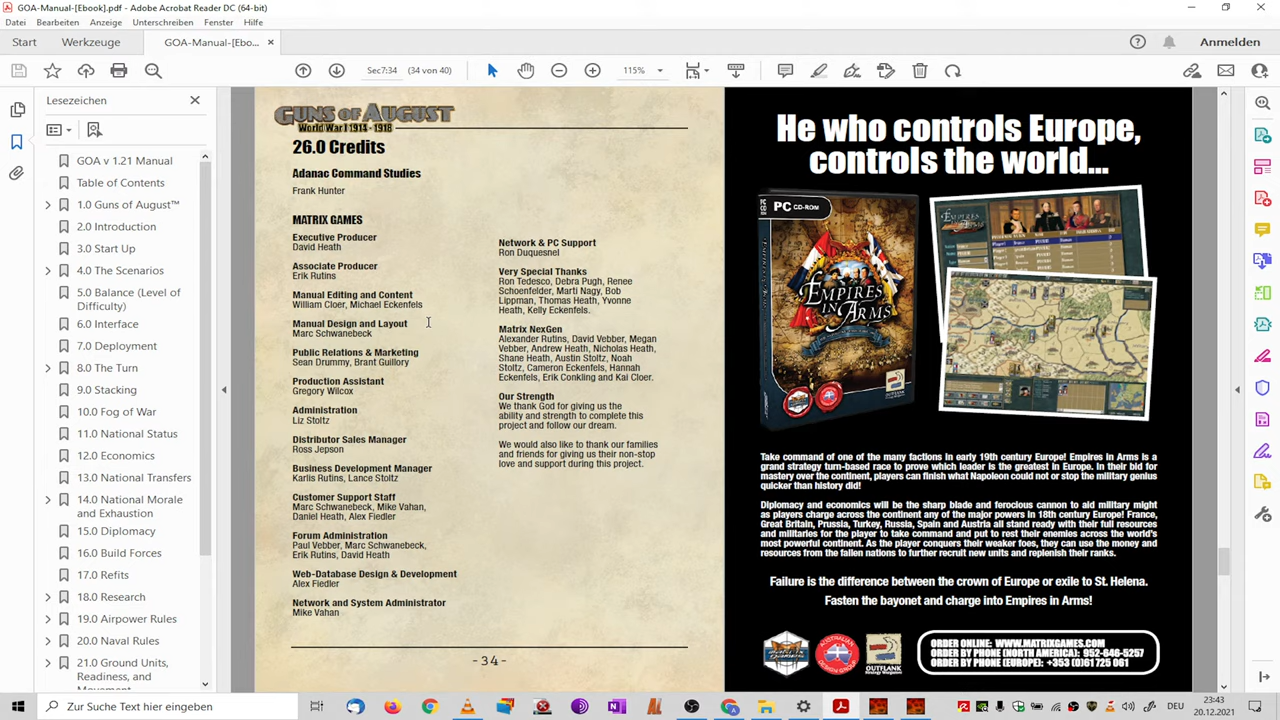 GOA-Manual-[Ebook].pdf - Adobe Acrobat Reader DC (64-bit)
Datei Bearbeiten Anzeige Unterschreiben Fenster Hilfe
Start Werkzeuge GOA-Manual-[Ebo... × Anmelden
Sec7:34 (34 von 40) 115%
Lesezeichen
GOA v 1.21 Manual
Table of Contents
1.0 Guns of August™
2.0 Introduction
3.0 Start Up
4.0 The Scenarios
5.0 Balance (Level of
Difficulty)
6.0 Interface
7.0 Deployment
8.0 The Turn
9.0 Stacking
10.0 Fog of War
11.0 National Status
12.0 Economics
13.0 National Transfers
14.0 National Morale
and Exhaustion
15.0 Diplomacy
16.0 Build Forces
17.0 Refits
18.0 Research
19.0 Airpower Rules
20.0 Naval Rules
21.0 Ground Units,
Readiness, and
Movement
GUNS OF AUGUST
World War I 1914 - 1918
26.0 Credits
Adanac Command Studies
Frank Hunter
MATRIX GAMES
Executive Producer
David Heath
Associate Producer
Erik Rutins
Manual Editing and Content
William Cloer, Michael Eckenfels
Manual Design and Layout
Marc Schwanebeck
Public Relations & Marketing
Sean Drummy, Brant Guillory
Production Assistant
Gregory Wilcox
Administration
Liz Stoltz
Distributor Sales Manager
Ross Jepson
Business Development Manager
Karlis Rutins, Lance Stoltz
Customer Support Staff
Marc Schwanebeck, Mike Vahan,
Daniel Heath, Alex Fiedler
Forum Administration
Paul Vebber, Marc Schwanebeck,
Erik Rutins, David Heath
Web-Database Design & Development
Alex Fiedler
Network and System Administrator
Mike Vahan
Network & PC Support
Ron Duquesnel
Very Special Thanks
Ron Tedesco, Debra Pugh, Renee
Schoenfelder, Marti Nagy, Bob
Lippman, Thomas Heath, Yvonne
Heath, Kelly Eckenfels.
Matrix NexGen
Alexander Rutins, David Vebber, Megan
Vebber, Andrew Heath, Nicholas Heath,
Shane Heath, Austin Stoltz, Noah
Stoltz, Cameron Eckenfels, Hannah
Eckenfels, Erik Conkling and Kai Cloer.
Our Strength
We thank God for giving us the
ability and strength to complete this
project and follow our dream.
We would also like to thank our families
and friends for giving us their non-stop
love and support during this project.
- 34 -
He who controls Europe,
controls the world...
PC CD-ROM
EMPIRES
IN ARMS
Take command of one of the many factions in early 19th century Europe! Empires in Arms is a
grand strategy turn-based race to prove which leader is the greatest in Europe. In their bid for
mastery over the continent, players can finish what Napoleon could not or stop the military genius
quicker than history did!
Diplomacy and economics will be the sharp blade and ferocious cannon to aid military might
as players charge across the continent any of the major powers in 18th century Europe! France,
Great Britain, Prussia, Turkey, Russia, Spain and Austria all stand ready with their full resources
and militaries for the player to take command and put to rest their enemies across the world's
most powerful continent. As the player conquers their weaker foes, they can use the money and
resources from the fallen nations to further recruit new units and replenish their ranks.
Failure is the difference between the crown of Europe or exile to St. Helena.
Fasten the bayonet and charge into Empires in Arms!
OUTFLANK
ORDER ONLINE: WWW.MATRIXGAMES.COM
ORDER BY PHONE (NORTH AMERICA): 952-646-5257
ORDER BY PHONE (EUROPE): +353 (0)61 725 061
Zur Suche Text hier eingeben
DEU
23:43
20.12.2021